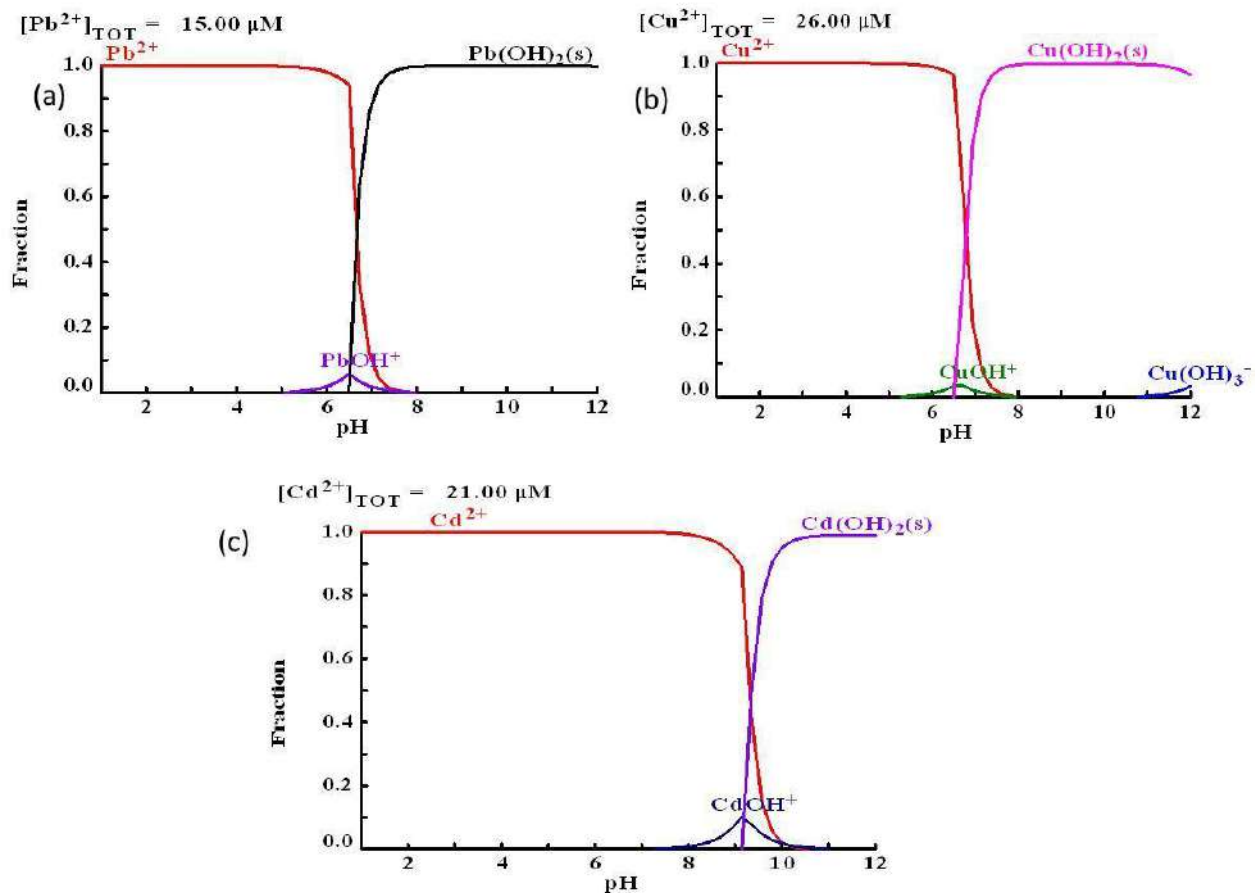 [Pb²⁺]TOT = 15.00 µM
Pb²⁺
Pb(OH)₂(s)
(a)
1.0
0.8
0.6
0.4
0.2
0.0
Fraction
PbOH⁺
2 4 6 8 10 12
pH
[Cu²⁺]TOT = 26.00 µM
Cu²⁺
Cu(OH)₂(s)
(b)
1.0
0.8
0.6
0.4
0.2
0.0
Fraction
CuOH⁺
Cu(OH)₃⁻
2 4 6 8 10 12
pH
[Cd²⁺]TOT = 21.00 µM
Cd²⁺
Cd(OH)₂(s)
(c)
1.0
0.8
0.6
0.4
0.2
0.0
Fraction
CdOH⁺
2 4 6 8 10 12
pH